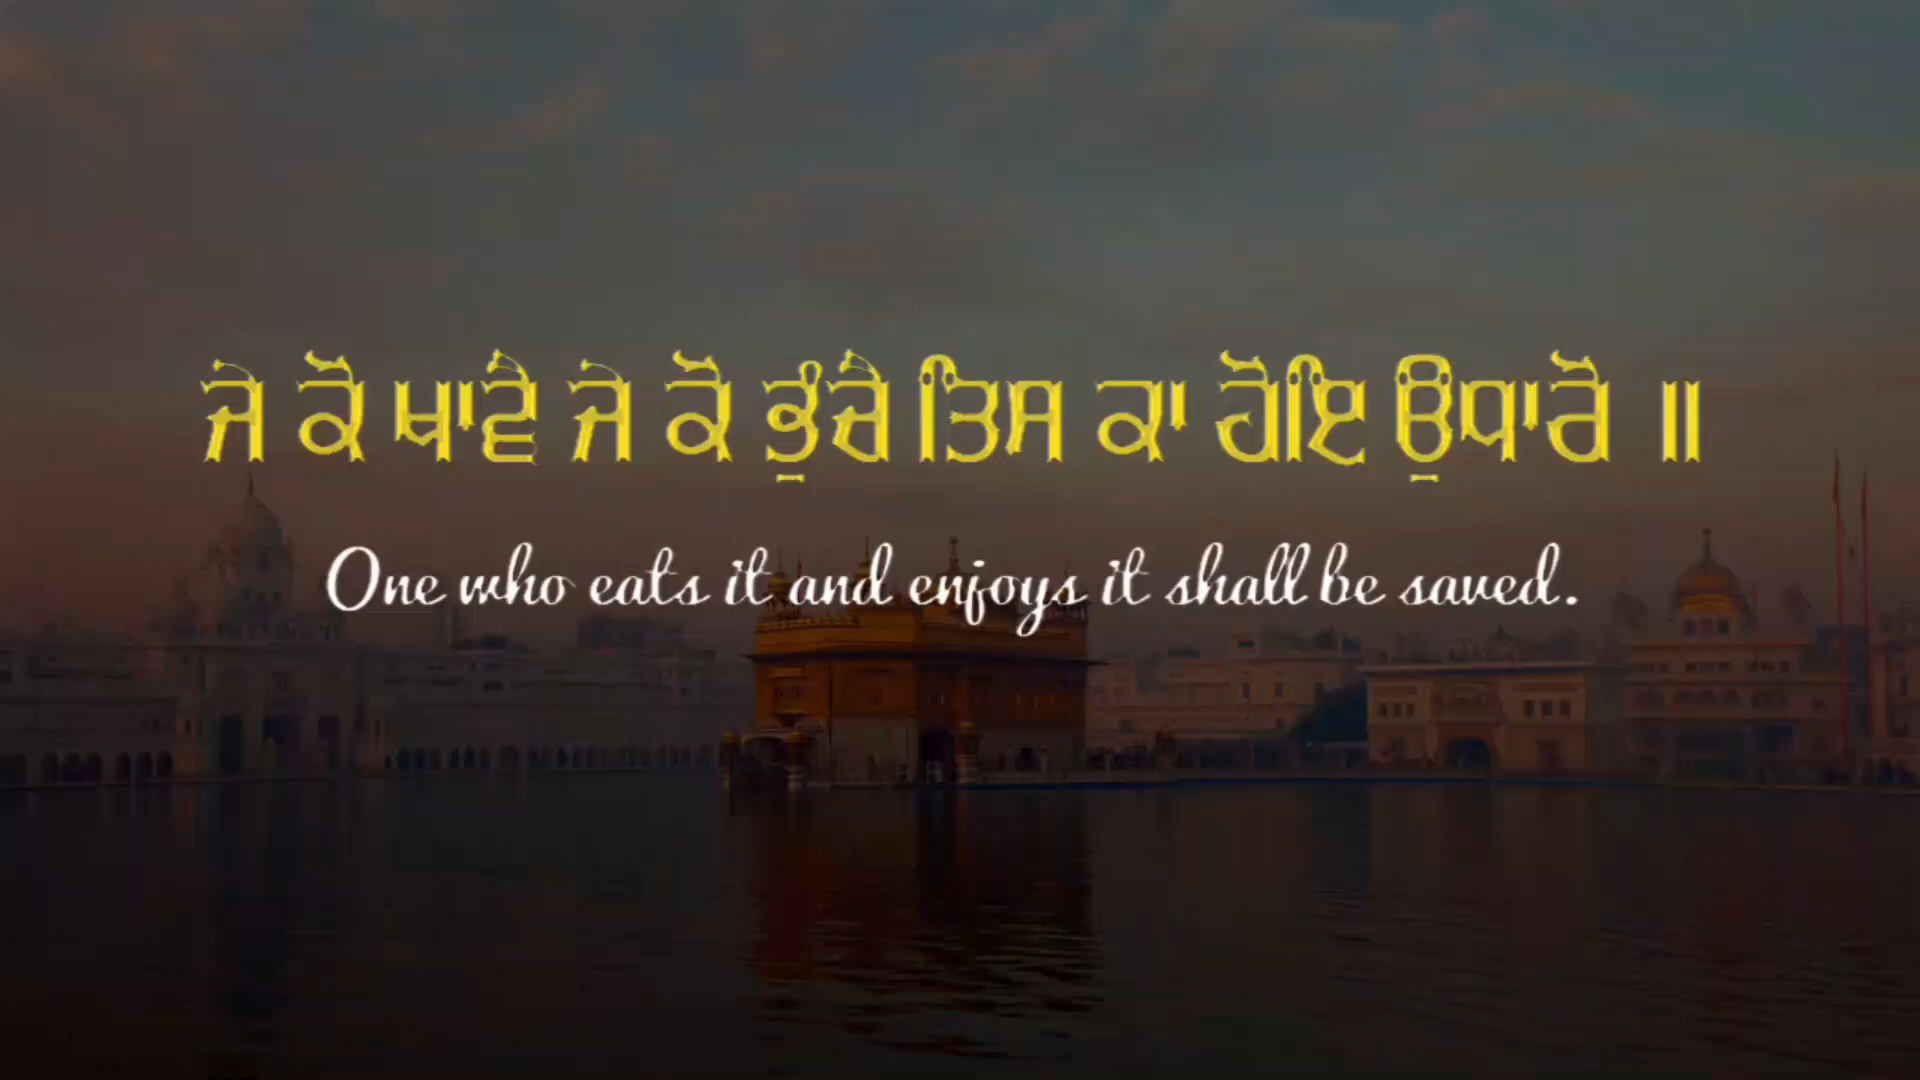 ਜੇ ਕੋ ਖਾਵੈ ਜੇ ਕੋ ਭੁੰਚੈ ਤਿਸ ਕਾ ਹੋਇ ਉਧਾਰੋ ॥
One who eats it and enjoys it shall be saved.